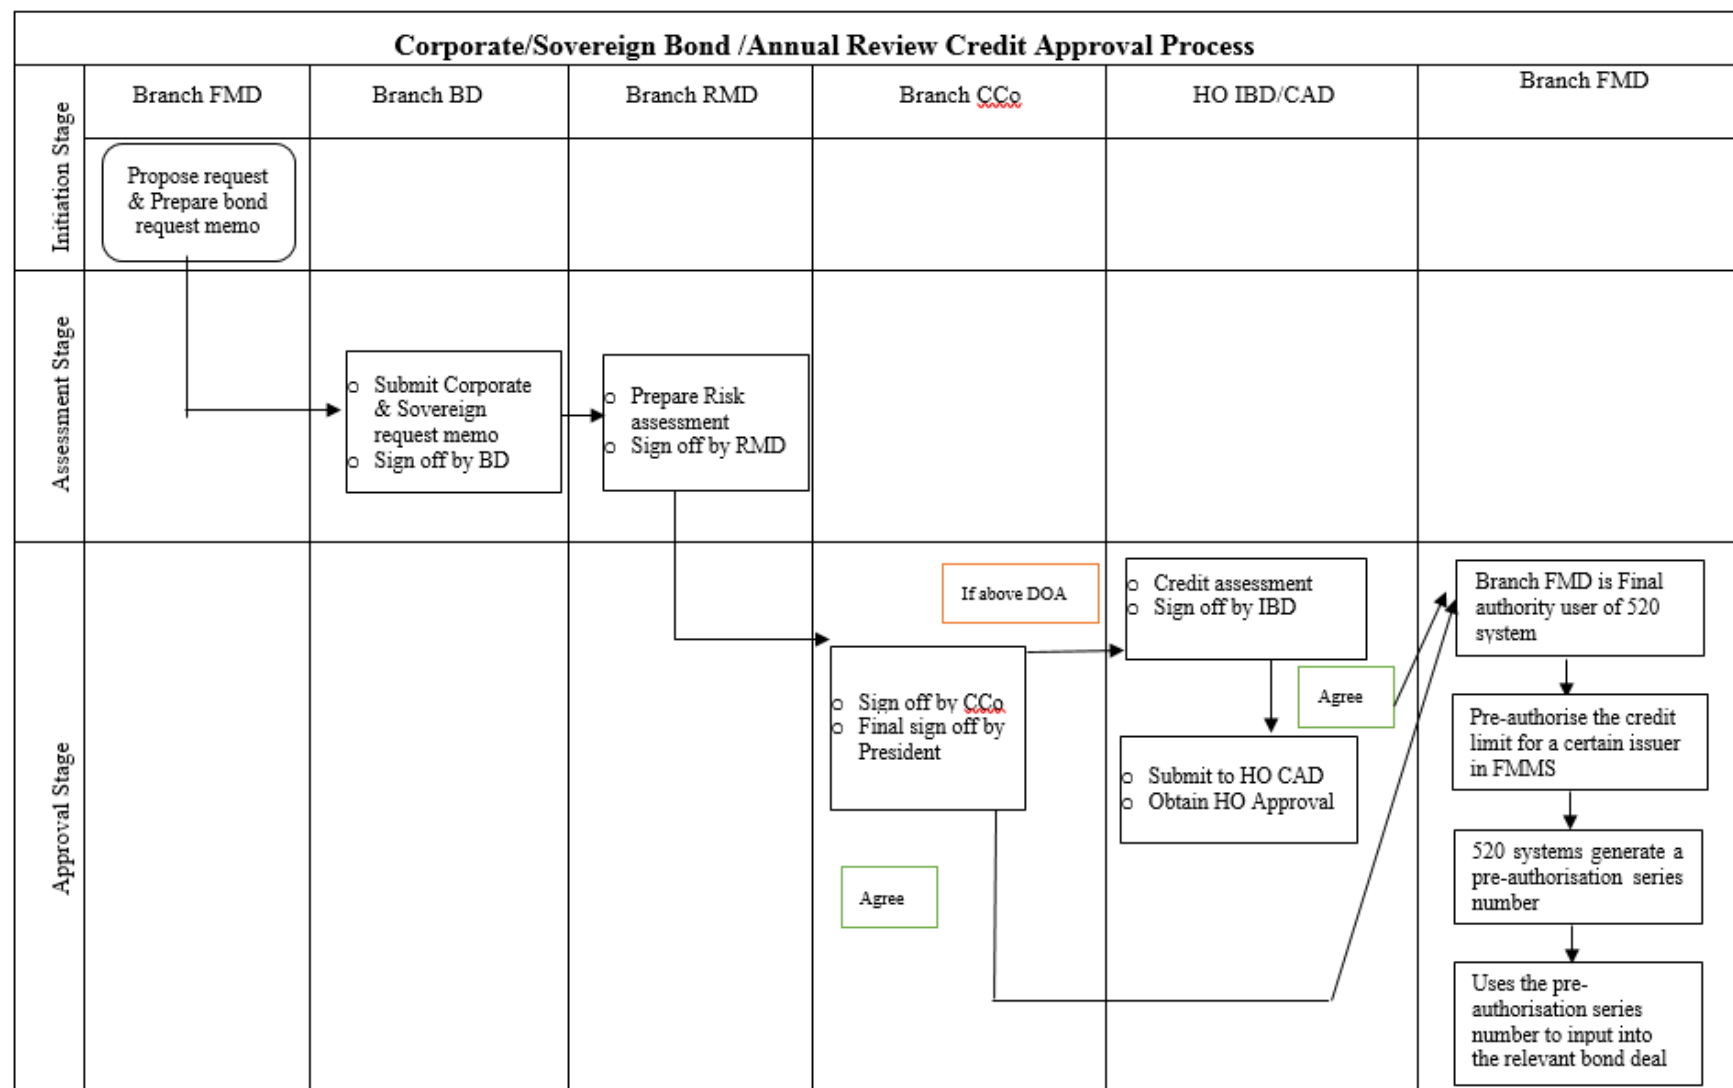 Corporate/Sovereign Bond /Annual Review Credit Approval Process
Branch FMD
Branch BD
Branch RMD
Branch CCo
HO IBD/CAD
Branch FMD
Initiation Stage
Propose request
& Prepare bond
request memo
Assessment Stage
o Submit Corporate
& Sovereign
request memo
o Sign off by BD
o Prepare Risk
assessment
o Sign off by RMD
Approval Stage
If above DOA
o Sign off by CCo
o Final sign off by
President
Agree
o Credit assessment
o Sign off by IBD
Agree
o Submit to HO CAD
o Obtain HO Approval
Branch FMD is Final
authority user of 520
system
Pre-authorise the credit
limit for a certain issuer
in FMMS
520 systems generate a
pre-authorisation series
number
Uses the pre-
authorisation series
number to input into
the relevant bond deal